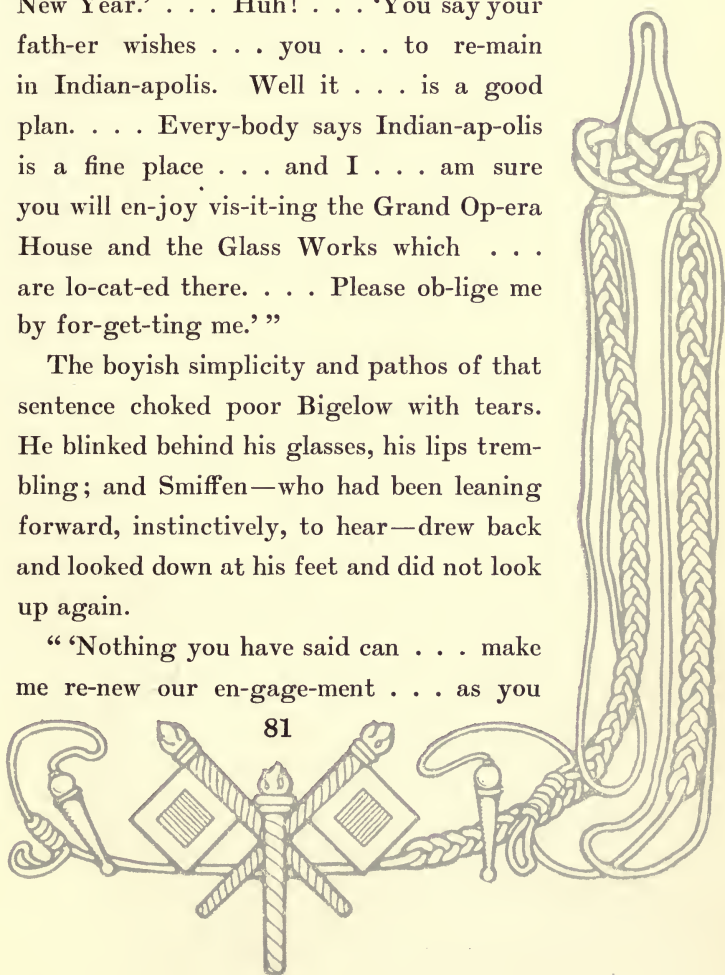 New Year.' . . . Huh! . . . 'You say your
fath-er wishes . . . you . . . to re-main
in Indian-apolis. Well it . . . is a good
plan. . . . Every-body says Indian-ap-olis
is a fine place . . . and I . . . am sure
you will en-joy vis-it-ing the Grand Op-era
House and the Glass Works which . . .
are lo-cat-ed there. . . . Please ob-lige me
by for-get-ting me.' ”
The boyish simplicity and pathos of that
sentence choked poor Bigelow with tears.
He blinked behind his glasses, his lips trem-
bling; and Smiffen—who had been leaning
forward, instinctively, to hear—drew back
and looked down at his feet and did not look
up again.
“ ‘Nothing you have said can . . . make
me re-new our en-gage-ment . . . as you
81